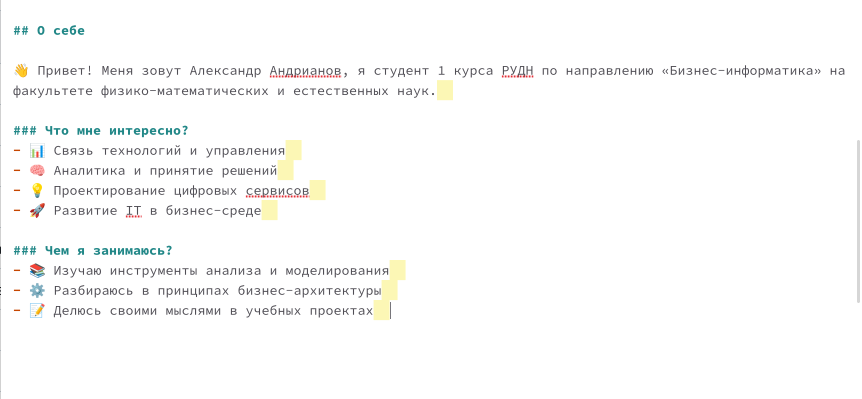 ## О себе
👋 Привет! Меня зовут Александр Андрианов, я студент 1 курса РУДН по направлению «Бизнес-информатика» на
факультете физико-математических и естественных наук.
### Что мне интересно?
- 📊 Связь технологий и управления
- 🧠 Аналитика и принятие решений
- 💡 Проектирование цифровых сервисов
- 🚀 Развитие IT в бизнес-среде
### Чем я занимаюсь?
- 📚 Изучаю инструменты анализа и моделирования
- ⚙️ Разбираюсь в принципах бизнес-архитектуры
- 📝 Делюсь своими мыслями в учебных проектах